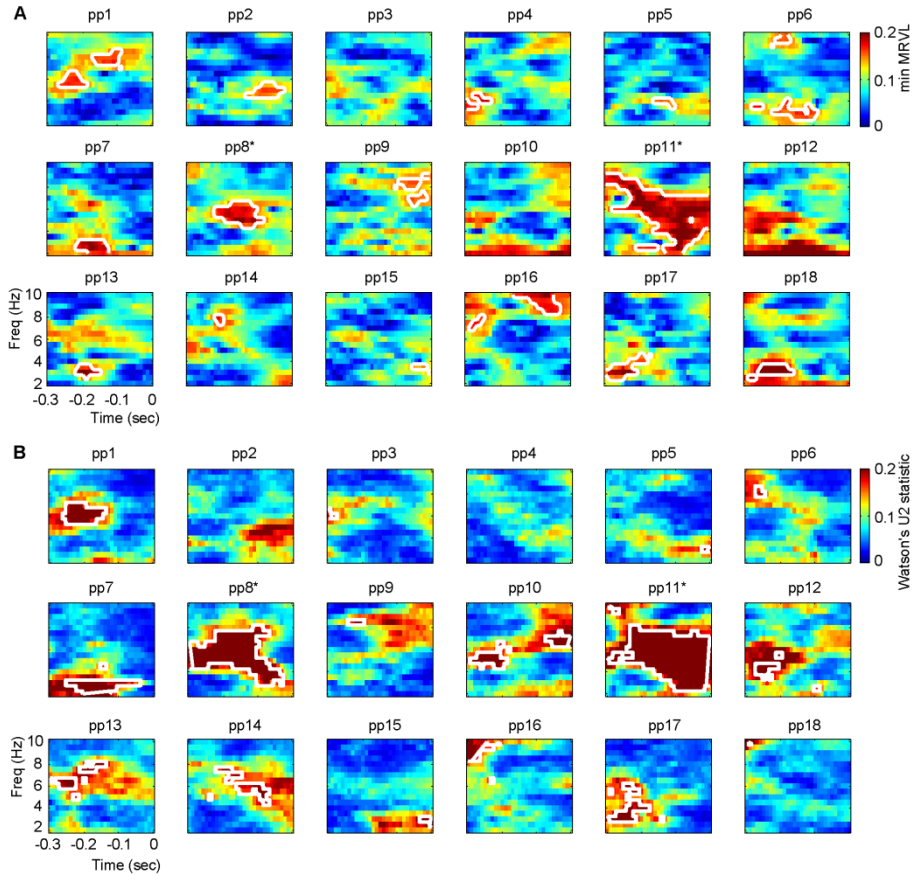 A
pp1 pp2 pp3 pp4 pp5 pp6
0.2
0.1
0
min MRVL
pp7 pp8* pp9 pp10 pp11* pp12
pp13 pp14 pp15 pp16 pp17 pp18
10
8
6
4
2
Freq (Hz)
-0.3 -0.2 -0.1 0
Time (sec)
B
pp1 pp2 pp3 pp4 pp5 pp6
0.2
0.1
0
Watson's U2 statistic
pp7 pp8* pp9 pp10 pp11* pp12
pp13 pp14 pp15 pp16 pp17 pp18
10
8
6
4
2
Freq (Hz)
-0.3 -0.2 -0.1 0
Time (sec)